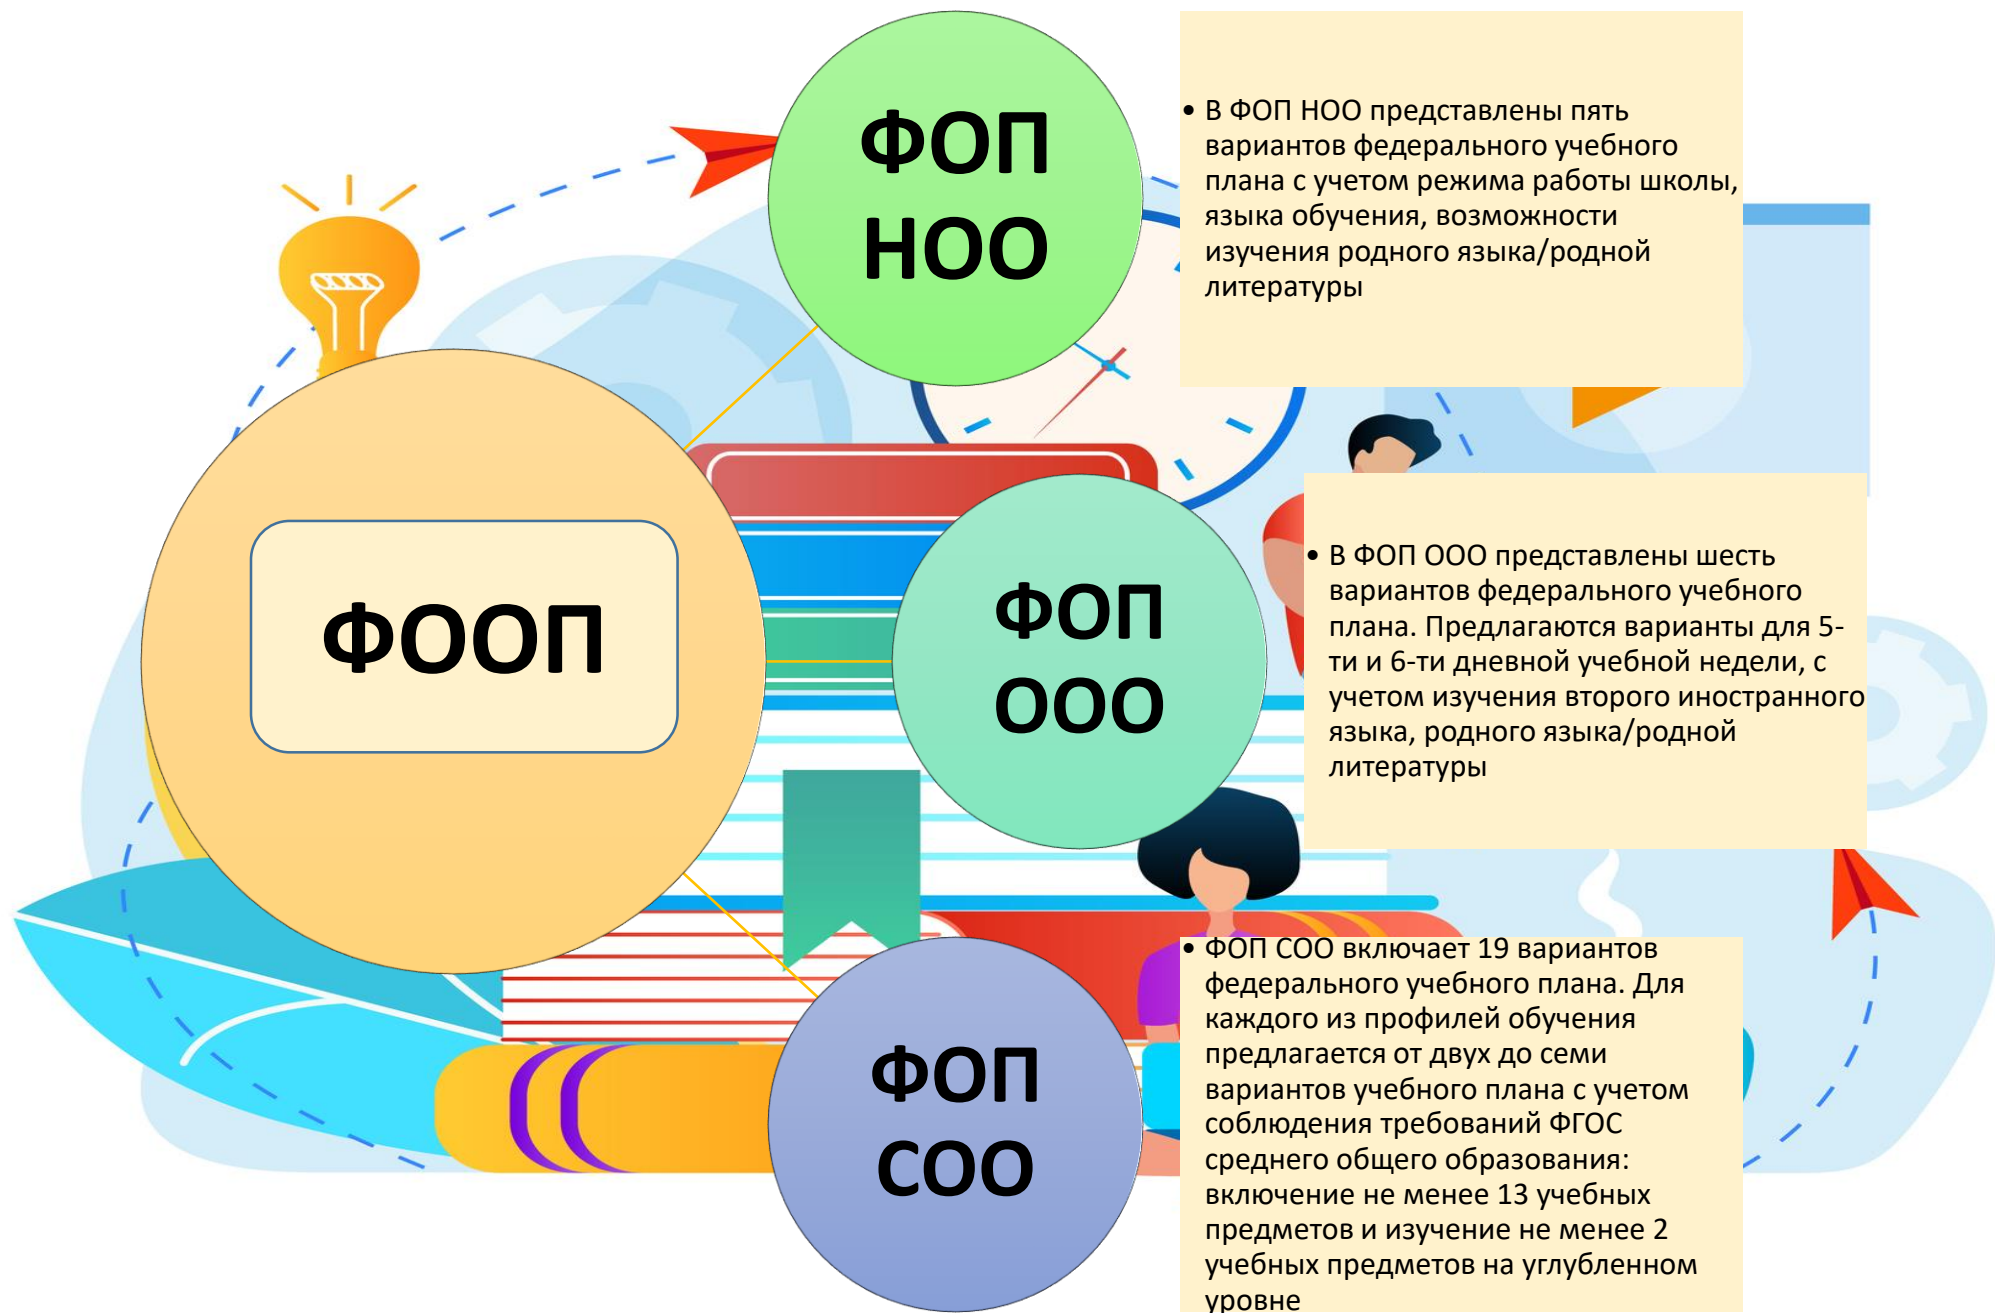 ФООП
ФОП
НОО
• В ФОП НОО представлены пять
вариантов федерального учебного
плана с учетом режима работы школы,
языка обучения, возможности
изучения родного языка/родной
литературы
ФОП
ООО
• В ФОП ООО представлены шесть
вариантов федерального учебного
плана. Предлагаются варианты для 5-
ти и 6-ти дневной учебной недели, с
учетом изучения второго иностранного
языка, родного языка/родной
литературы
ФОП
СОО
• ФОП СОО включает 19 вариантов
федерального учебного плана. Для
каждого из профилей обучения
предлагается от двух до семи
вариантов учебного плана с учетом
соблюдения требований ФГОС
среднего общего образования:
включение не менее 13 учебных
предметов и изучение не менее 2
учебных предметов на углубленном
уровне